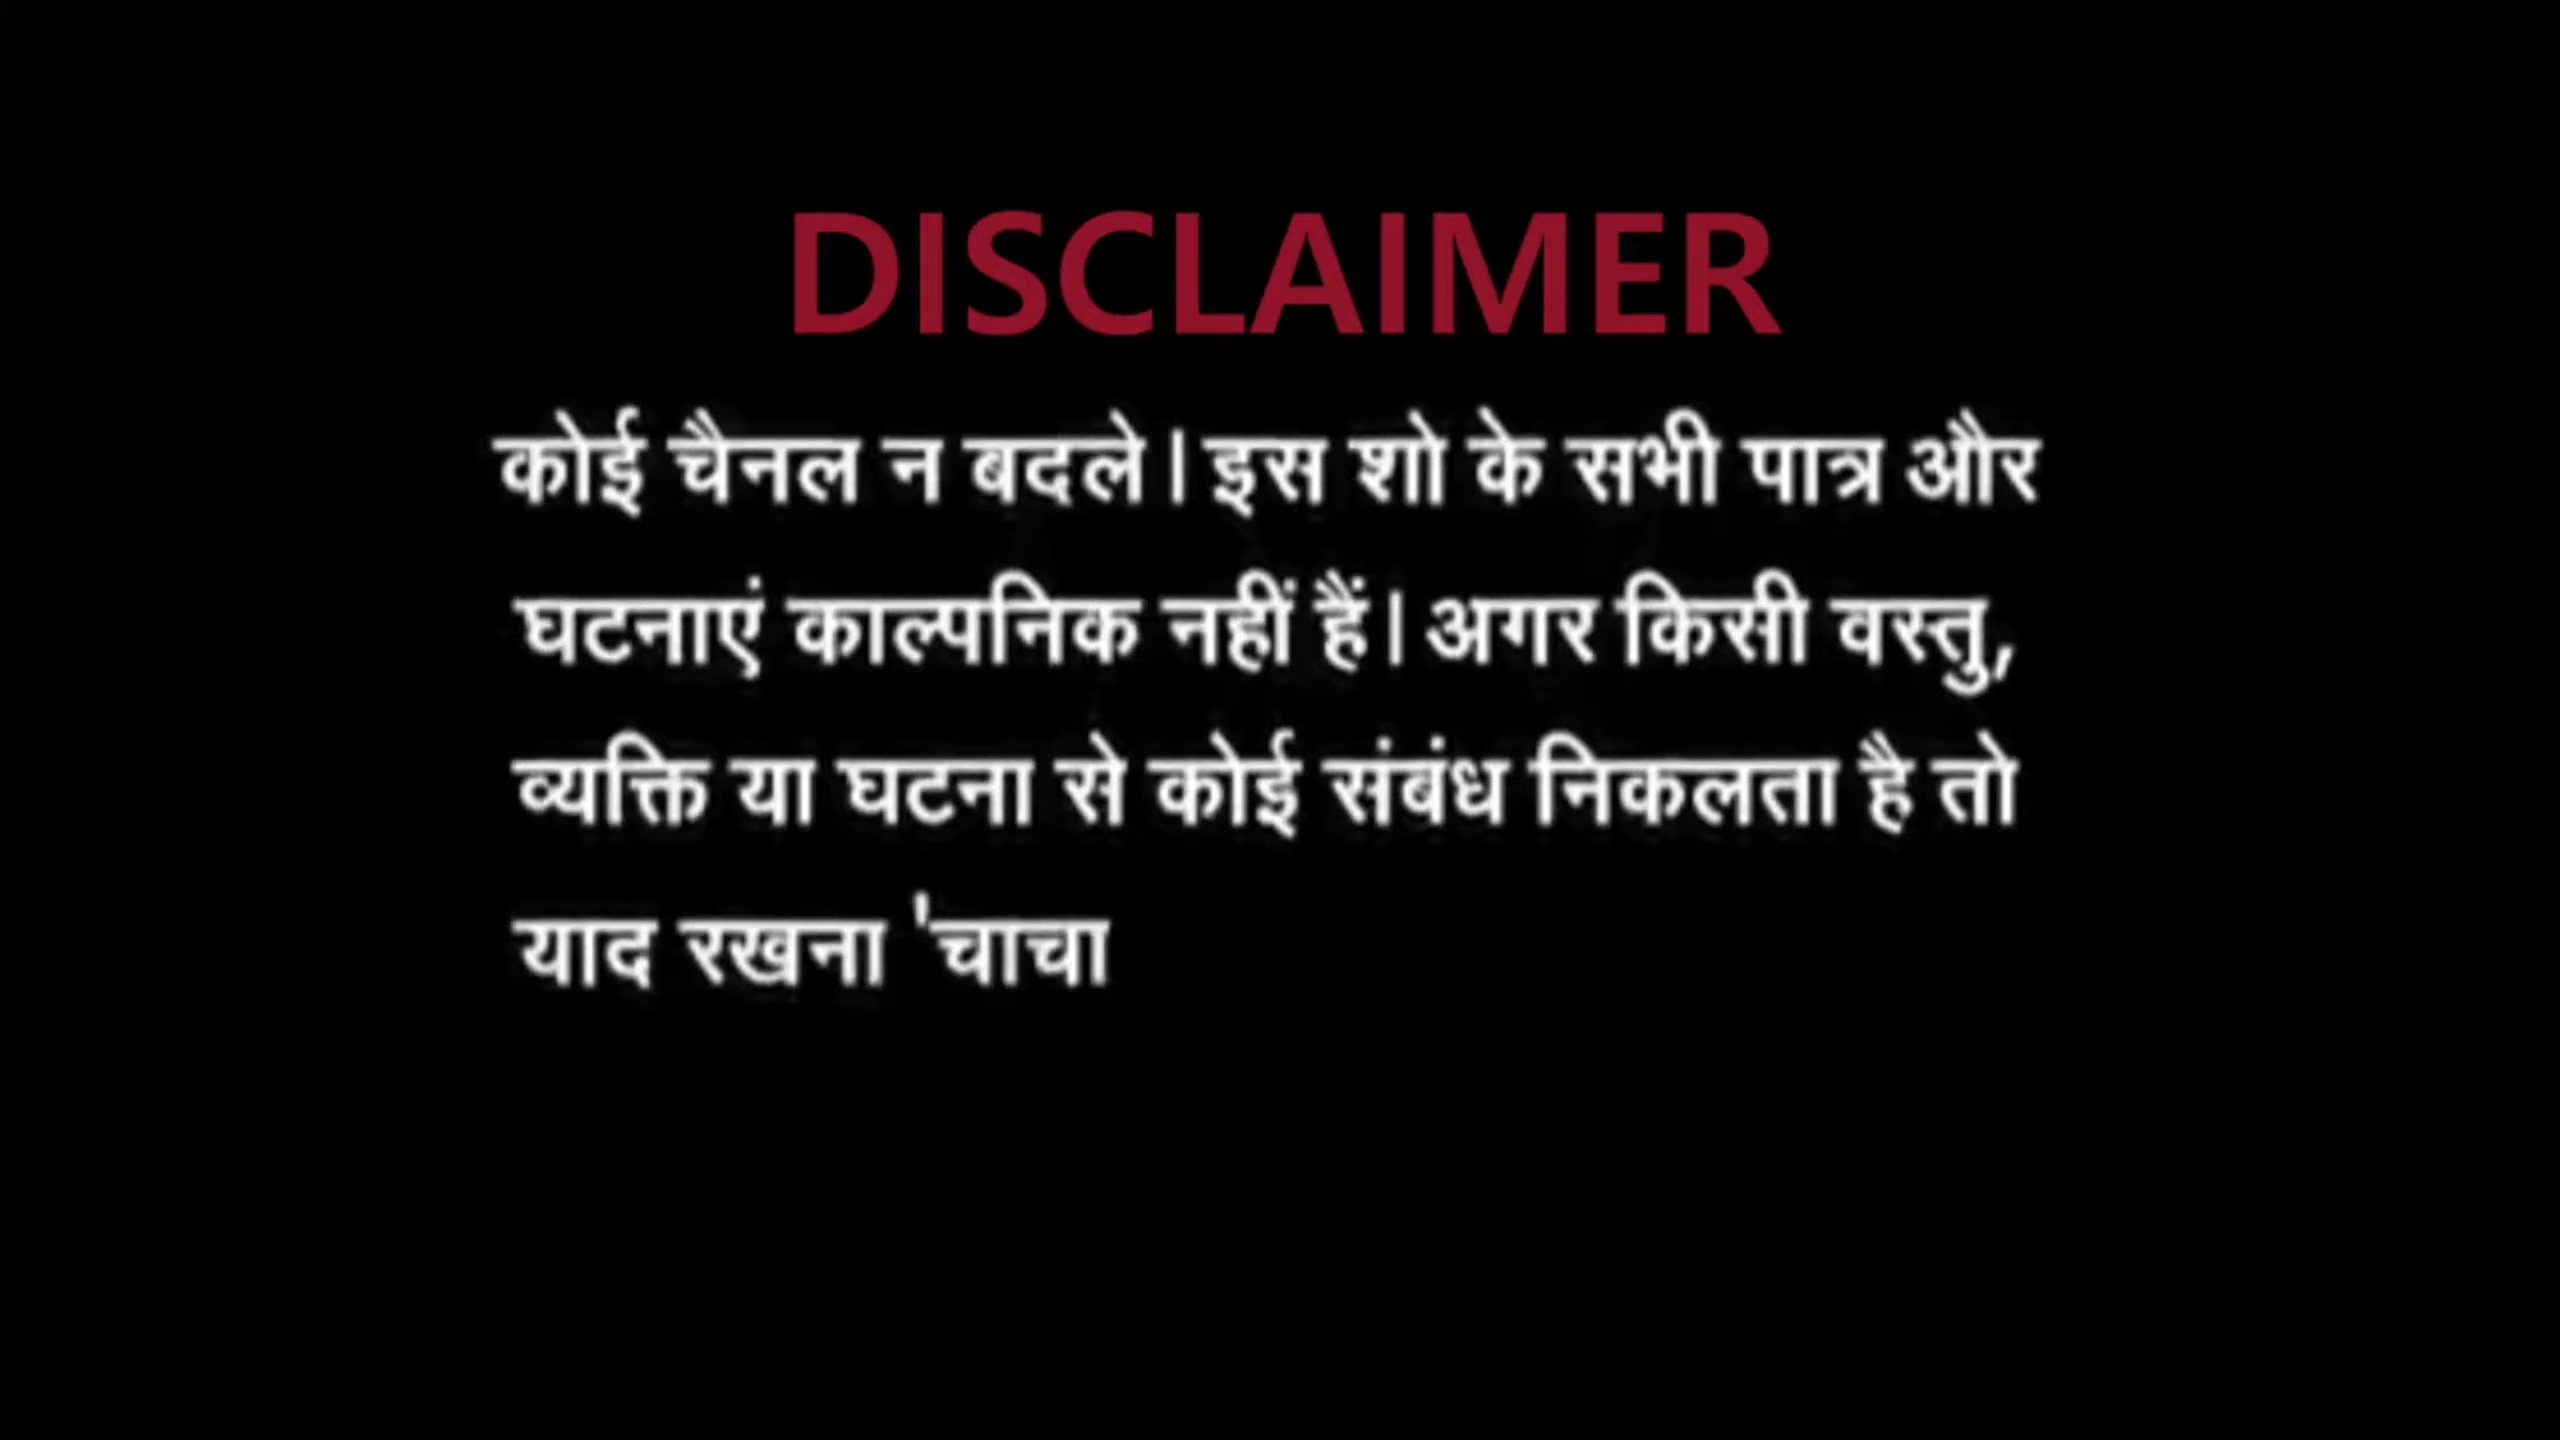 DISCLAIMER
कोई चैनल न बदले। इस शो के सभी पात्र और
घटनाएं काल्पनिक नहीं हैं। अगर किसी वस्तु,
व्यक्ति या घटना से कोई संबंध निकलता है तो
याद रखना 'चाचा